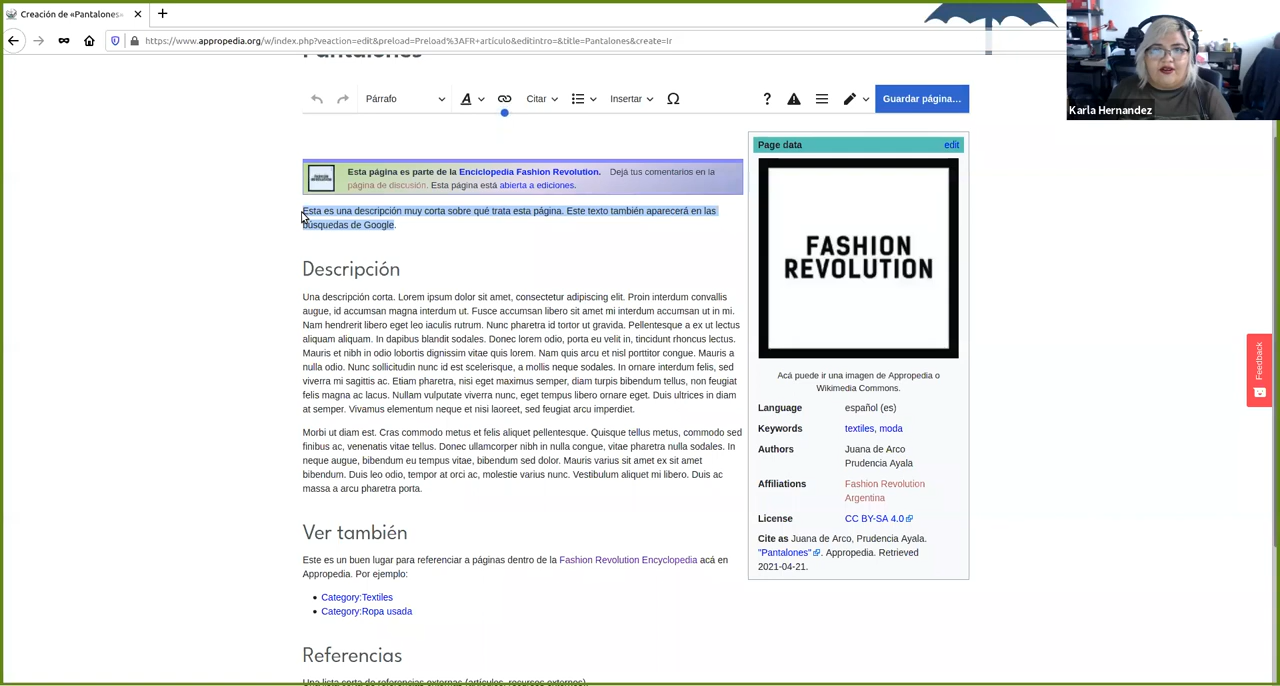 Creación de «Pantalones»
https://www.appropedia.org/w/index.php?veaction=edit&preload=Preload%3AFR+artículo&editintro=&title=Pantalones&create=Ir
Karla Hernandez
Pantalones
Párrafo
A
Citar
Insertar
Ω
?
Guardar página…
Esta página es parte de la Enciclopedia Fashion Revolution. Dejá tus comentarios en la
página de discusión. Esta página está abierta a ediciones.
Esta es una descripción muy corta sobre qué trata esta página. Este texto también aparecerá en las
búsquedas de Google.
Descripción
Una descripción corta. Lorem ipsum dolor sit amet, consectetur adipiscing elit. Proin interdum convallis
augue, id accumsan magna interdum ut. Fusce accumsan libero sit amet mi interdum accumsan ut in mi.
Nam hendrerit libero eget leo iaculis rutrum. Nunc pharetra id tortor ut gravida. Pellentesque a ex ut lectus
aliquam aliquam. In dapibus blandit sodales. Donec lorem odio, porta eu velit in, tincidunt rhoncus lectus.
Mauris et nibh in odio lobortis dignissim vitae quis lorem. Nam quis arcu et nisl porttitor congue. Mauris a
nulla odio. Nunc sollicitudin nunc id est scelerisque, a mollis neque sodales. In ornare interdum felis, sed
viverra mi sagittis ac. Etiam pharetra, nisi eget maximus semper, diam turpis bibendum tellus, non feugiat
felis magna ac lacus. Nullam vulputate viverra nunc, eget tempus libero ornare eget. Duis ultrices in diam
at semper. Vivamus elementum neque et nisi laoreet, sed feugiat arcu imperdiet.
Morbi ut diam est. Cras commodo metus et felis aliquet pellentesque. Quisque tellus metus, commodo sed
finibus ac, venenatis vitae tellus. Donec ullamcorper nibh in nulla congue, vitae pharetra nulla sodales. In
neque augue, bibendum eu tempus vitae, bibendum sed dolor. Mauris varius sit amet ex sit amet
bibendum. Duis leo odio, tempor at orci ac, molestie varius nunc. Vestibulum aliquet mi libero. Duis ac
massa a arcu pharetra porta.
Ver también
Este es un buen lugar para referenciar a páginas dentro de la Fashion Revolution Encyclopedia acá en
Appropedia. Por ejemplo:
Category:Textiles
Category:Ropa usada
Referencias
Una lista corta de referencias externas (artículos, recursos externos).
Page data edit
FASHION
REVOLUTION
Acá puede ir una imagen de Appropedia o
Wikimedia Commons.
Language español (es)
Keywords textiles, moda
Authors Juana de Arco
Prudencia Ayala
Affiliations Fashion Revolution
Argentina
License CC BY-SA 4.0
Cite as Juana de Arco, Prudencia Ayala.
"Pantalones". Appropedia. Retrieved
2021-04-21.
Feedback